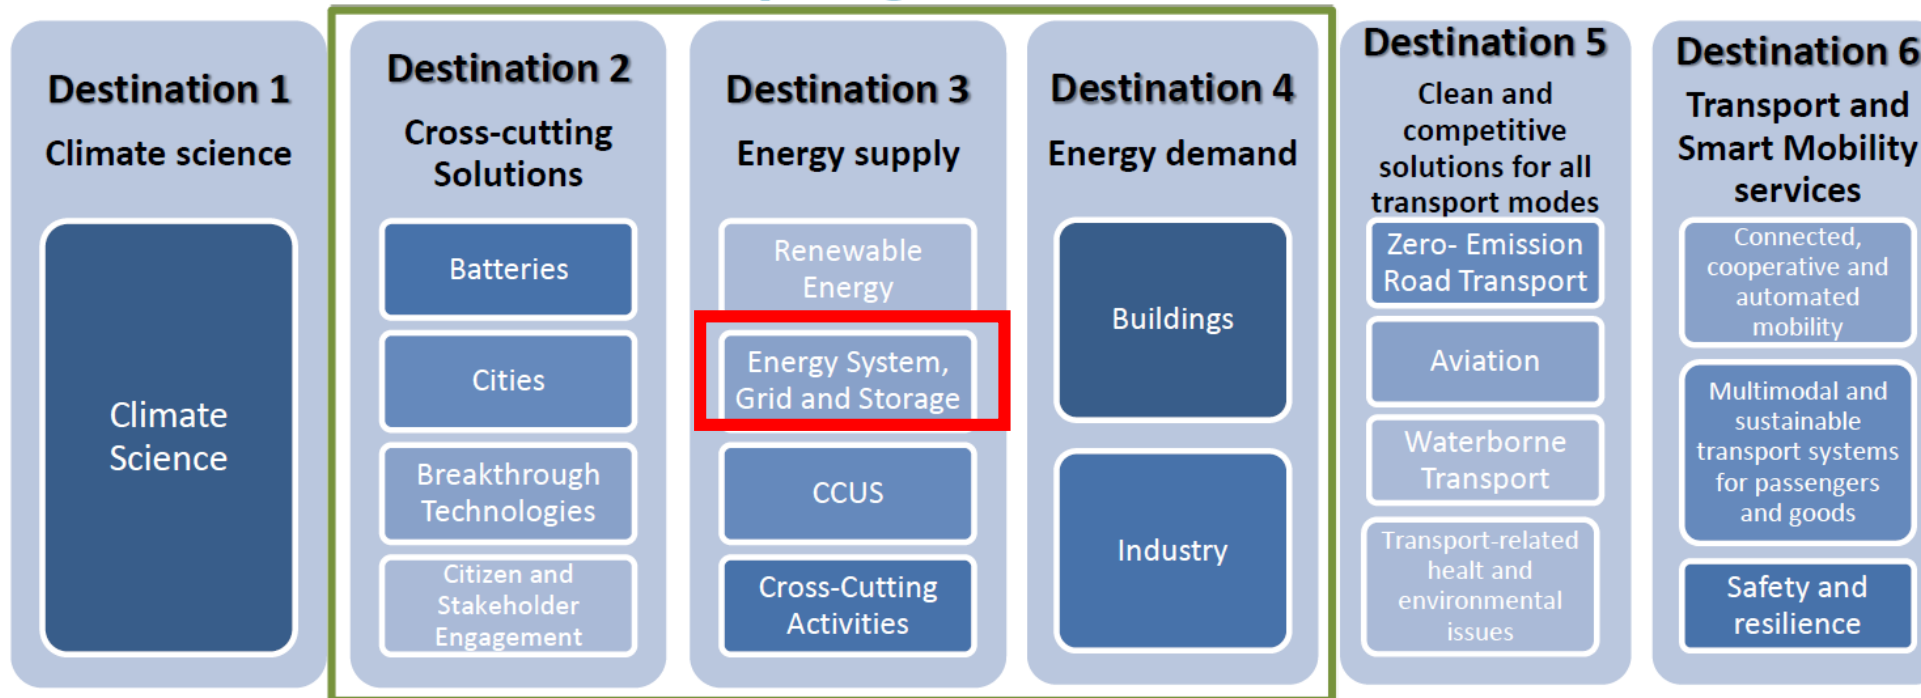 Destination 1
Climate science
Climate
Science
Destination 2
Cross-cutting
Solutions
Batteries
Cities
Breakthrough
Technologies
Citizen and
Stakeholder
Engagement
Destination 3
Energy supply
Renewable
Energy
Energy System,
Grid and Storage
CCUS
Cross-Cutting
Activities
Destination 4
Energy demand
Buildings
Industry
Destination 5
Clean and
competitive
solutions for all
transport modes
Zero- Emission
Road Transport
Aviation
Waterborne
Transport
Transport-related
healt and
environmental
issues
Destination 6
Transport and
Smart Mobility
services
Connected,
cooperative and
automated
mobility
Multimodal and
sustainable
transport systems
for passengers
and goods
Safety and
resilience